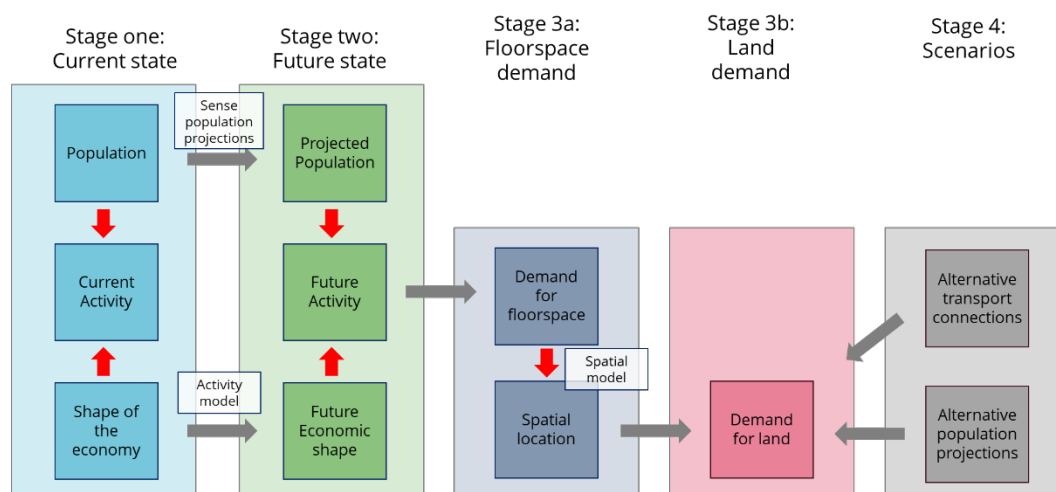 Stage one:
Current state
Stage two:
Future state
Stage 3a:
Floorspace
demand
Stage 3b:
Land
demand
Stage 4:
Scenarios
Population
Sense
population
projections
Projected
Population
Current
Activity
Future
Activity
Demand
for
floorspace
Alternative
transport
connections
Shape of
the
economy
Activity
model
Future
Economic
shape
Spatial
model
Spatial
location
Demand
for land
Alternative
population
projections